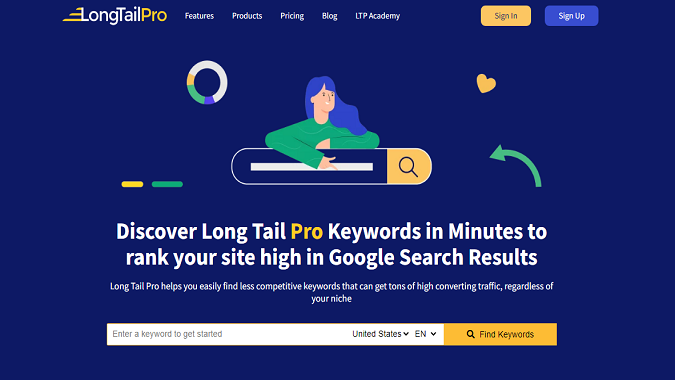 LongTailPro Features Products Pricing Blog LTP Academy Sign In Sign Up
Discover Long Tail Pro Keywords in Minutes to
rank your site high in Google Search Results
Long Tail Pro helps you easily find less competitive keywords that can get tons of high converting traffic, regardless of
your niche
Enter a keyword to get started United States EN Find Keywords